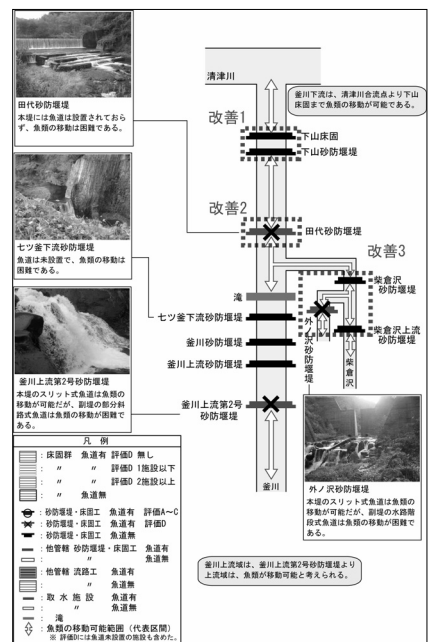 田代砂防堰堤
本堤には魚道は設置されておら
ず、魚類の移動は困難である。
七ツ釜下流砂防堰堤
魚道は未設置で、魚類の移動は
困難である。
釜川上流第2号砂防堰堤
本堤のスリット式魚道は魚類の
移動が可能だが、副堤の部分斜
路式魚道は魚類の移動が困難で
ある。
清津川
釜川下流は、清津川合流点より下山
床固まで魚類の移動が可能である。
改善1
下山床固
下山砂防堰堤
改善2
田代砂防堰堤
改善3
柴倉沢
砂防堰堤
滝
七ツ釜下流砂防堰堤
外ノ沢砂防堰堤
柴倉沢上流
砂防堰堤
釜川砂防堰堤
釜川上流砂防堰堤
柴倉沢
釜川上流第2号
砂防堰堤
釜川
外ノ沢砂防堰堤
本堤のスリット式魚道は魚類の
移動が可能だが、副堤の水路階
段式魚道は魚類の移動が困難で
ある。
釜川上流域は、釜川上流第2号砂防堰堤より
上流域は、魚類が移動可能と考えられる。
凡 例
：床固群 魚道有 評価D 無し
： 〃 〃 評価D 1施設以下
： 〃 〃 評価D 2施設以上
： 〃 魚道無
：砂防堰堤・床固工 魚道有 評価A～C
：砂防堰堤・床固工 魚道有 評価D
：砂防堰堤・床固工 魚道無
：他管轄 砂防堰堤・床固工 魚道有
： 〃 魚道無
：他管轄 流路工 魚道有
： 〃 魚道無
：取 水 施 設 魚道有
： 〃 魚道無
：滝
：魚類の移動可能範囲（代表区間）
※ 評価Dには魚道未設置の施設も含めた。